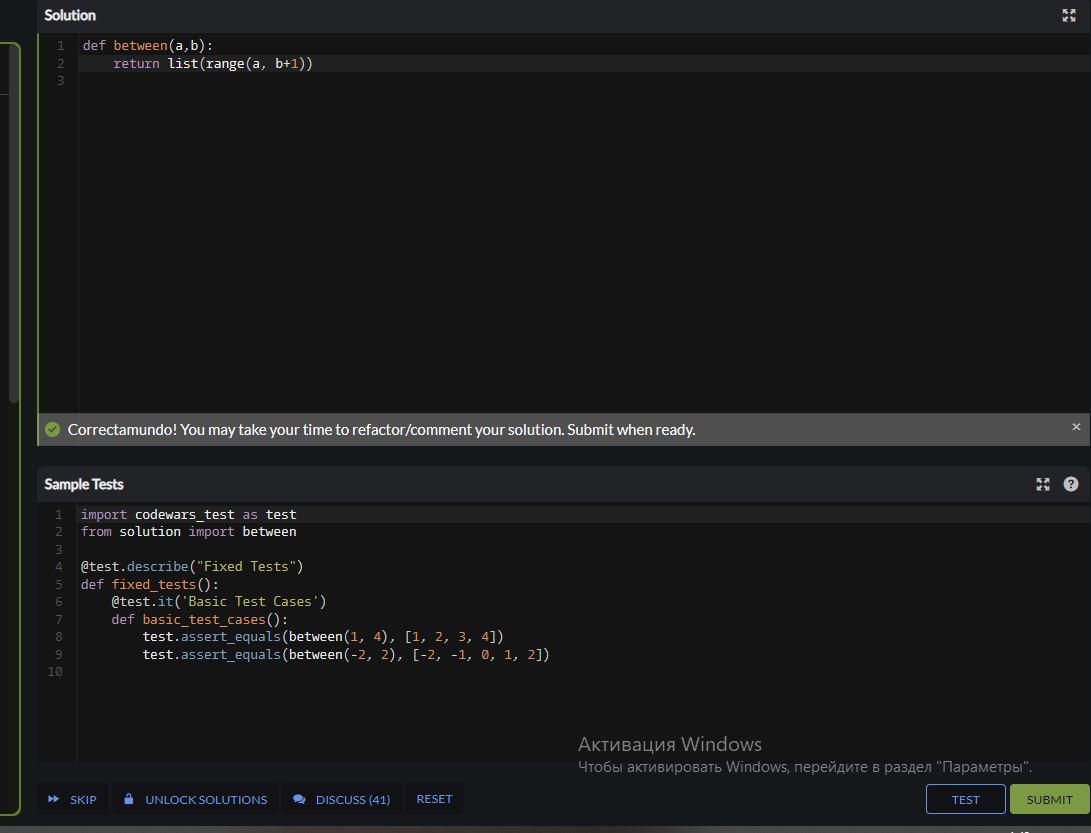 Solution
1 def between(a,b):
2     return list(range(a, b+1))
3
Correctamundo! You may take your time to refactor/comment your solution. Submit when ready. ×
Sample Tests
1 import codewars_test as test
2 from solution import between
3
4 @test.describe("Fixed Tests")
5 def fixed_tests():
6     @test.it('Basic Test Cases')
7     def basic_test_cases():
8         test.assert_equals(between(1, 4), [1, 2, 3, 4])
9         test.assert_equals(between(-2, 2), [-2, -1, 0, 1, 2])
10
Активация Windows
Чтобы активировать Windows, перейдите в раздел "Параметры".
SKIP UNLOCK SOLUTIONS DISCUSS (41) RESET TEST SUBMIT